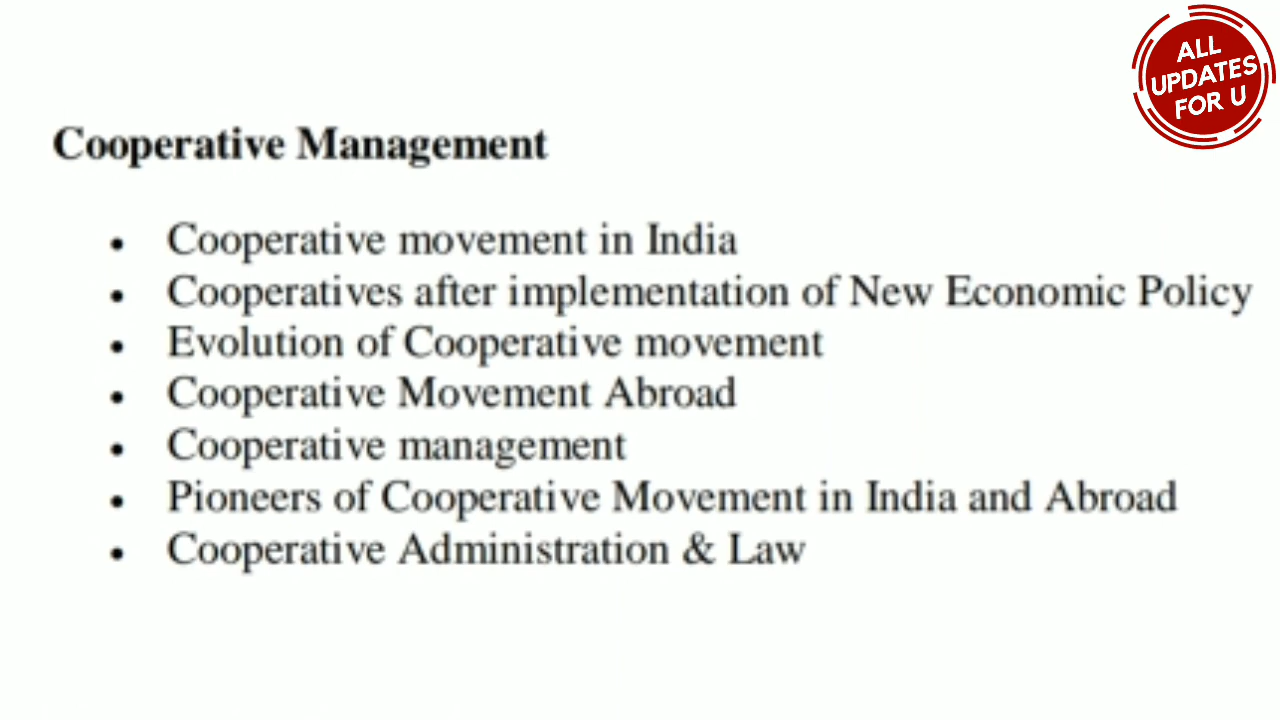 ALL
UPDATES
FOR U
Cooperative Management
• Cooperative movement in India
• Cooperatives after implementation of New Economic Policy
• Evolution of Cooperative movement
• Cooperative Movement Abroad
• Cooperative management
• Pioneers of Cooperative Movement in India and Abroad
• Cooperative Administration & Law